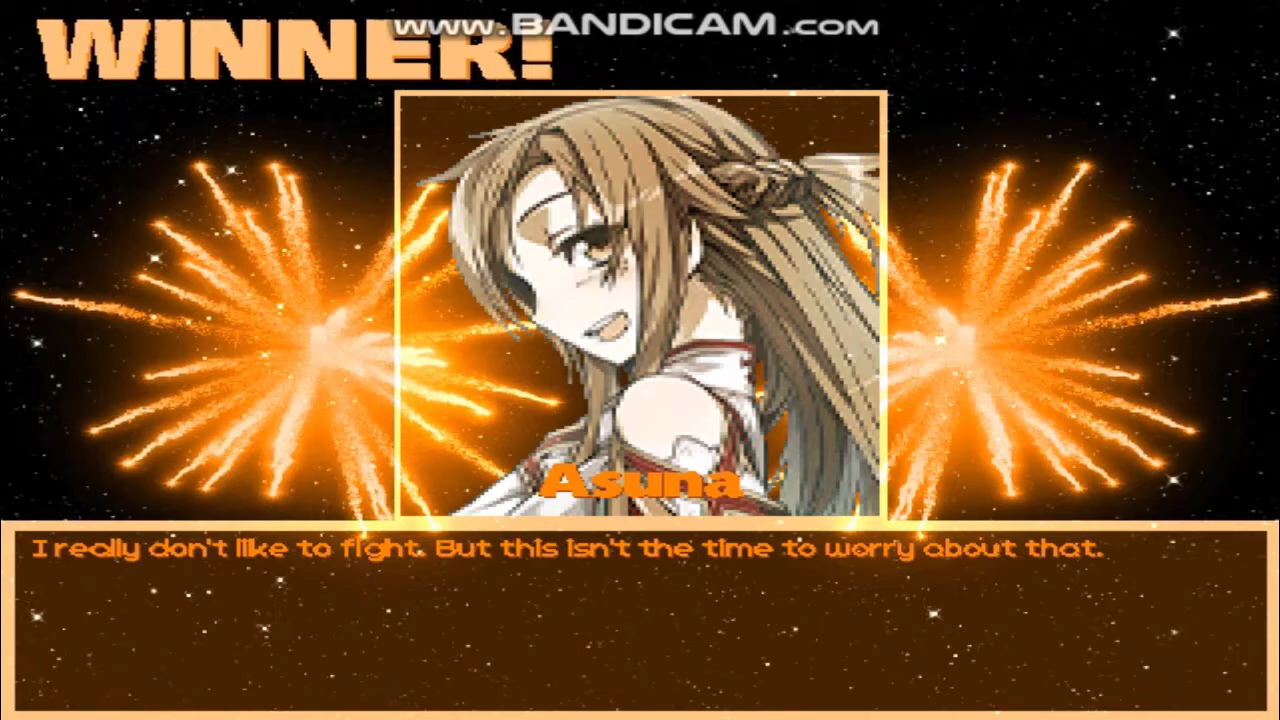 www.BANDICAM.com
WINNER!
Asuna
I really don't like to fight. But this isn't the time to worry about that.